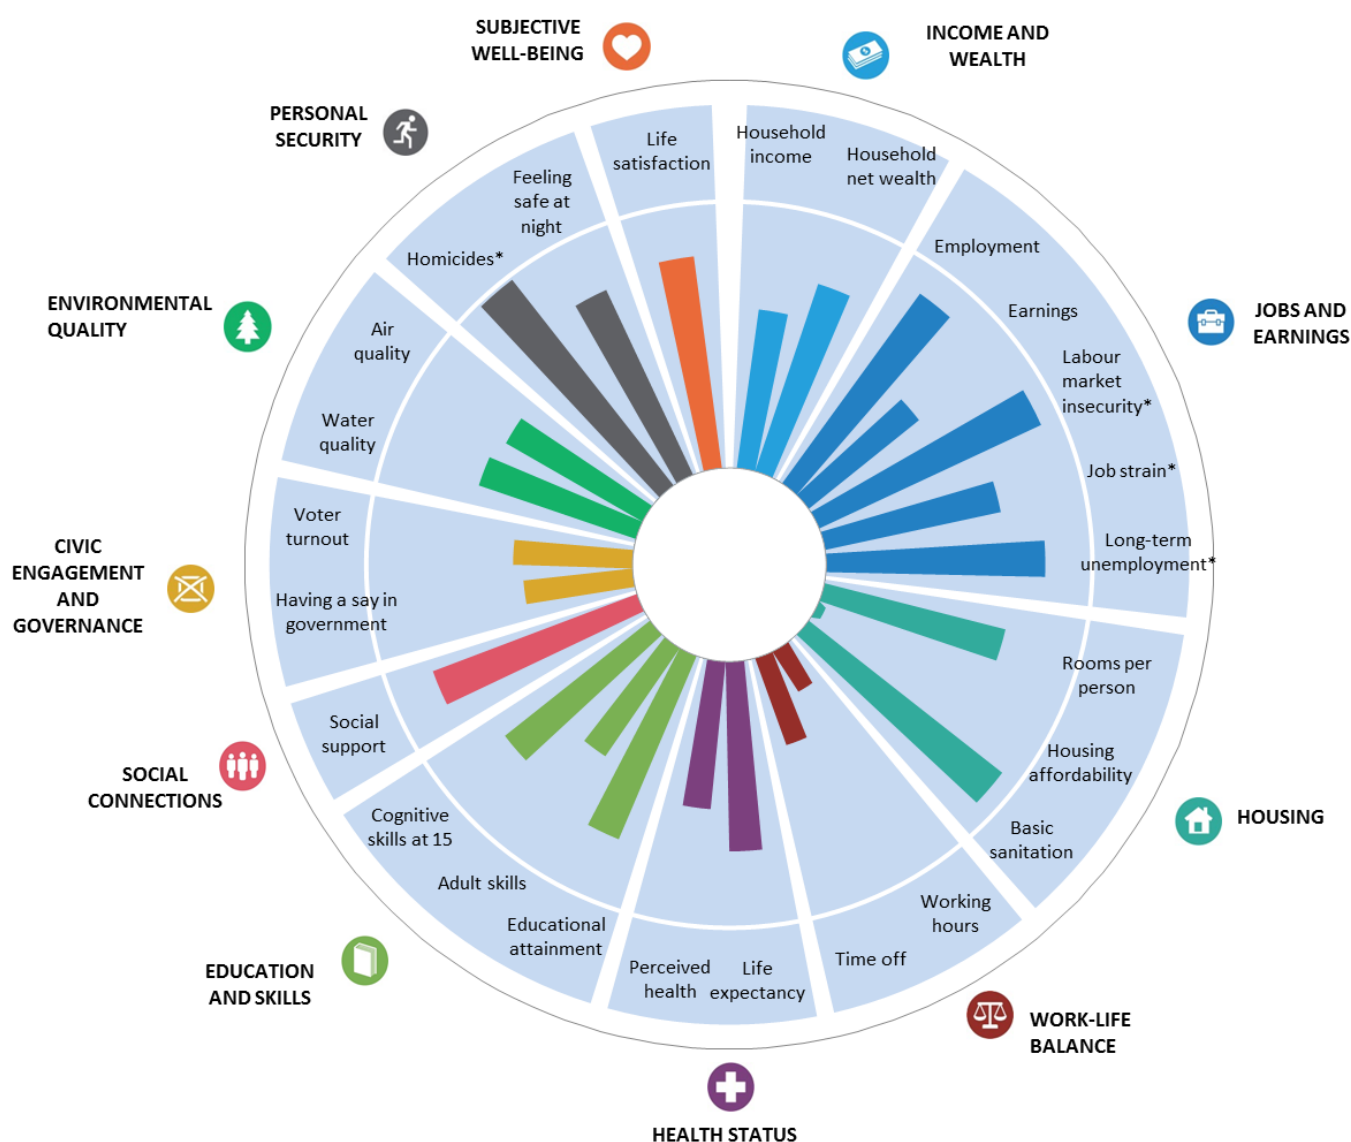 SUBJECTIVE
WELL-BEING
INCOME AND
WEALTH
PERSONAL
SECURITY
Life
satisfaction
Household
income
Household
net wealth
Feeling
safe at
night
Homicides*
Employment
ENVIRONMENTAL
QUALITY
Air
quality
Water
quality
Earnings
Labour
market
insecurity*
JOBS AND
EARNINGS
Job strain*
Long-term
unemployment*
Voter
turnout
CIVIC
ENGAGEMENT
AND
GOVERNANCE
Having a say in
government
Rooms per
person
Social
support
SOCIAL
CONNECTIONS
Housing
affordability
HOUSING
Basic
sanitation
Cognitive
skills at 15
Adult skills
Educational
attainment
Working
hours
Time off
Perceived
health
Life
expectancy
EDUCATION
AND SKILLS
WORK-LIFE
BALANCE
HEALTH STATUS